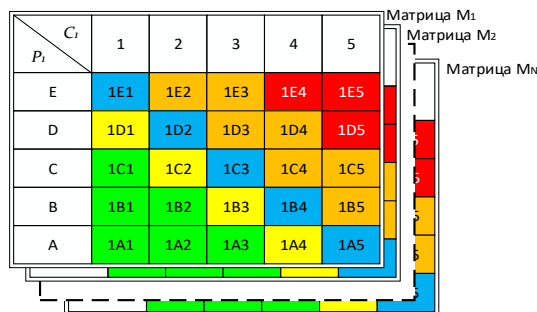 Матрица M1
C1 1 2 3 4 5
P1
Матрица M2
Матрица MN
E 1E1 1E2 1E3 1E4 1E5
D 1D1 1D2 1D3 1D4 1D5
C 1C1 1C2 1C3 1C4 1C5
B 1B1 1B2 1B3 1B4 1B5
A 1A1 1A2 1A3 1A4 1A5